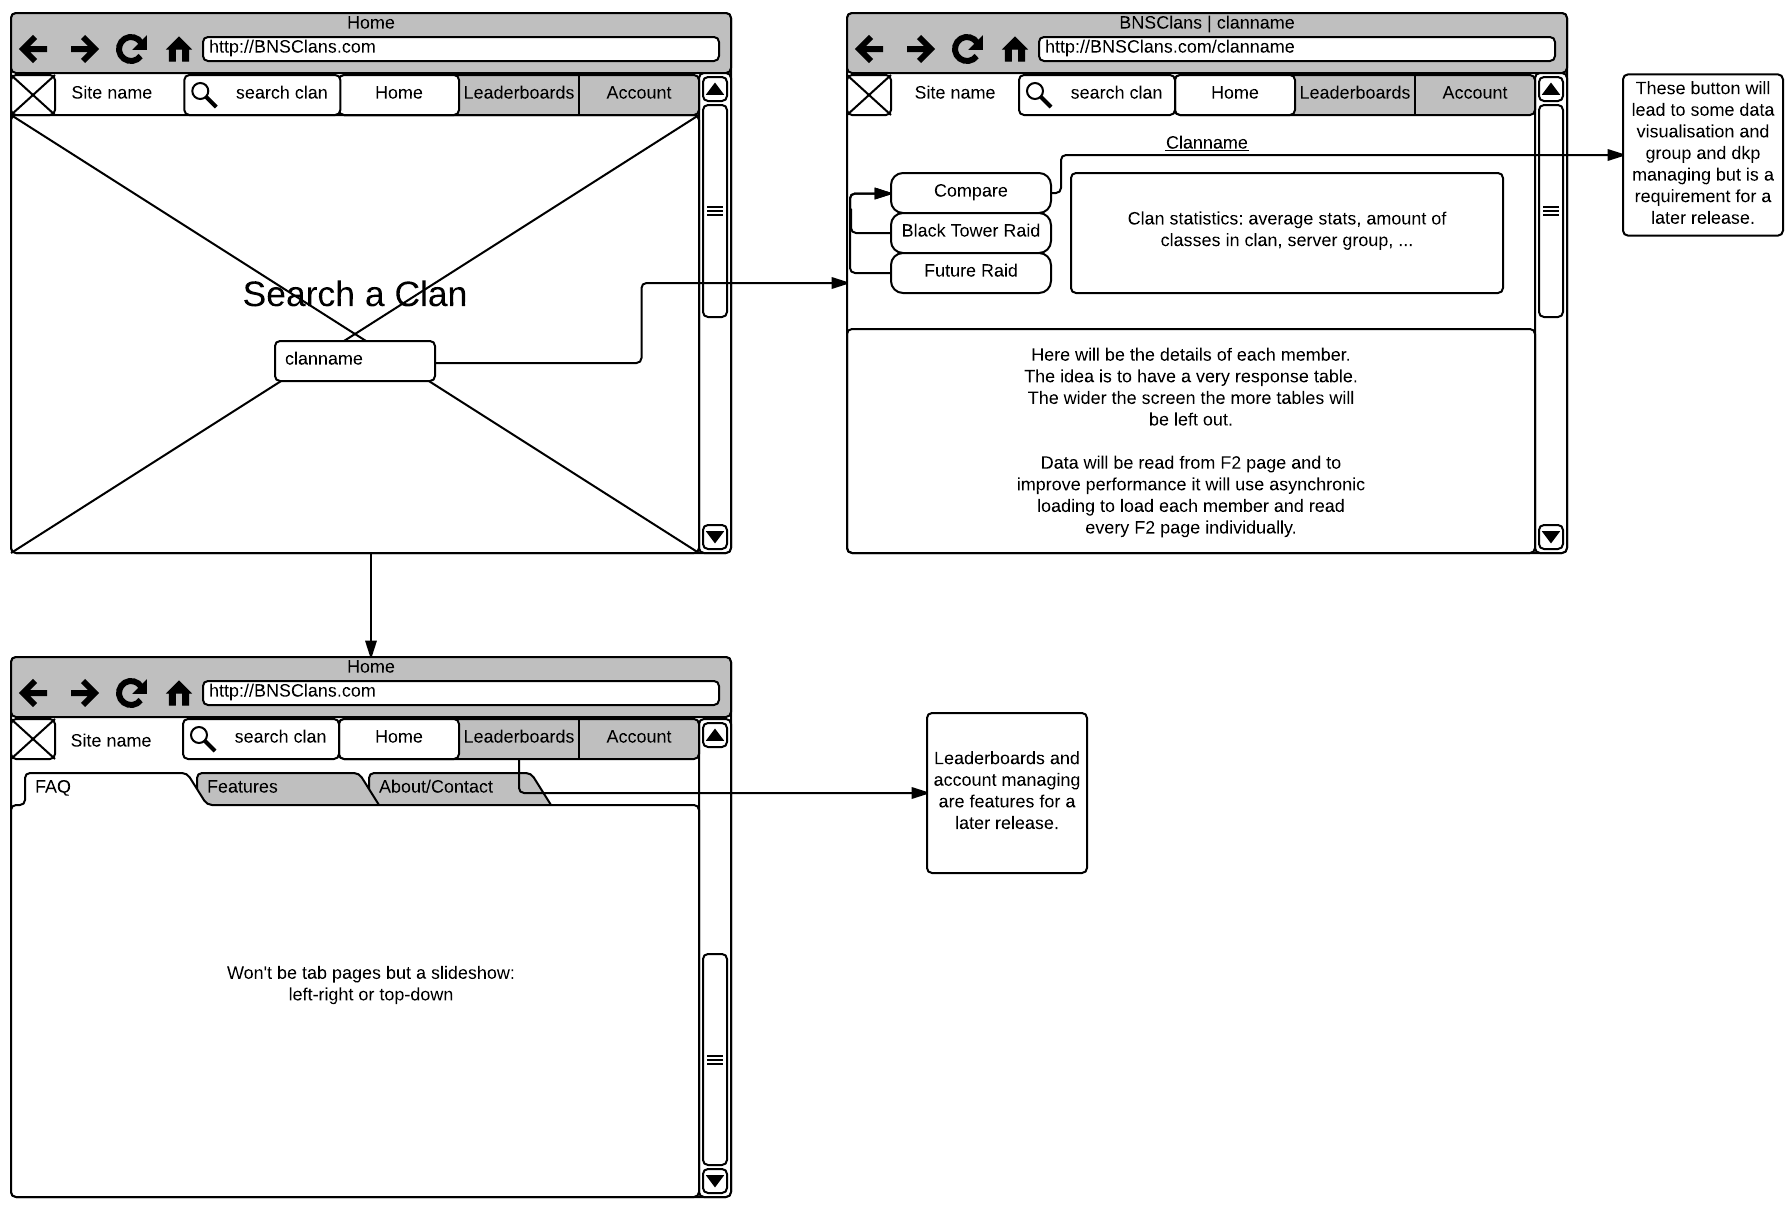 Home
http://BNSClans.com
Site name
search clan
Home
Leaderboards
Account
Search a Clan
clanname
BNSClans | clanname
http://BNSClans.com/clanname
Site name
search clan
Home
Leaderboards
Account
Clanname
Compare
Black Tower Raid
Future Raid
Clan statistics: average stats, amount of
classes in clan, server group, ...
Here will be the details of each member.
The idea is to have a very response table.
The wider the screen the more tables will
be left out.
Data will be read from F2 page and to
improve performance it will use asynchronic
loading to load each member and read
every F2 page individually.
These button will
lead to some data
visualisation and
group and dkp
managing but is a
requirement for a
later release.
Home
http://BNSClans.com
Site name
search clan
Home
Leaderboards
Account
FAQ
Features
About/Contact
Won't be tab pages but a slideshow:
left-right or top-down
Leaderboards and
account managing
are features for a
later release.